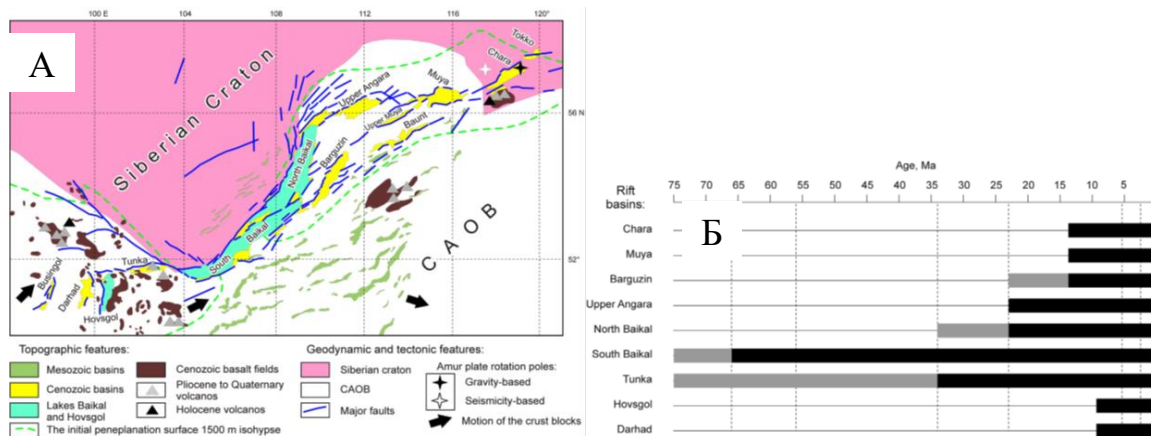 А
100 E 104 108 112 116 120°
Siberian Craton
Tokko
Chara
Muya
Upper Angara
Upper Muya
Baunt
56 N
North Baikal
Barguzin
CAOB
South Baikal
52°
Tunka
Busingol
Darhad
Hovsgol
Topographic features:
Mesozoic basins
Cenozoic basins
Lakes Baikal
and Hovsgol
Cenozoic basalt fields
Pliocene to Quaternary
volcanos
Holocene volcanos
The initial peneplanation surface 1500 m isohypse
Geodynamic and tectonic features:
Siberian craton
CAOB
Major faults
Amur plate rotation poles:
Gravity-based
Seismicity-based
Motion of the crust blocks
Б
Age, Ma
75 70 65 60 55 50 45 40 35 30 25 20 15 10 5
Rift
basins:
Chara
Muya
Barguzin
Upper Angara
North Baikal
South Baikal
Tunka
Hovsgol
Darhad